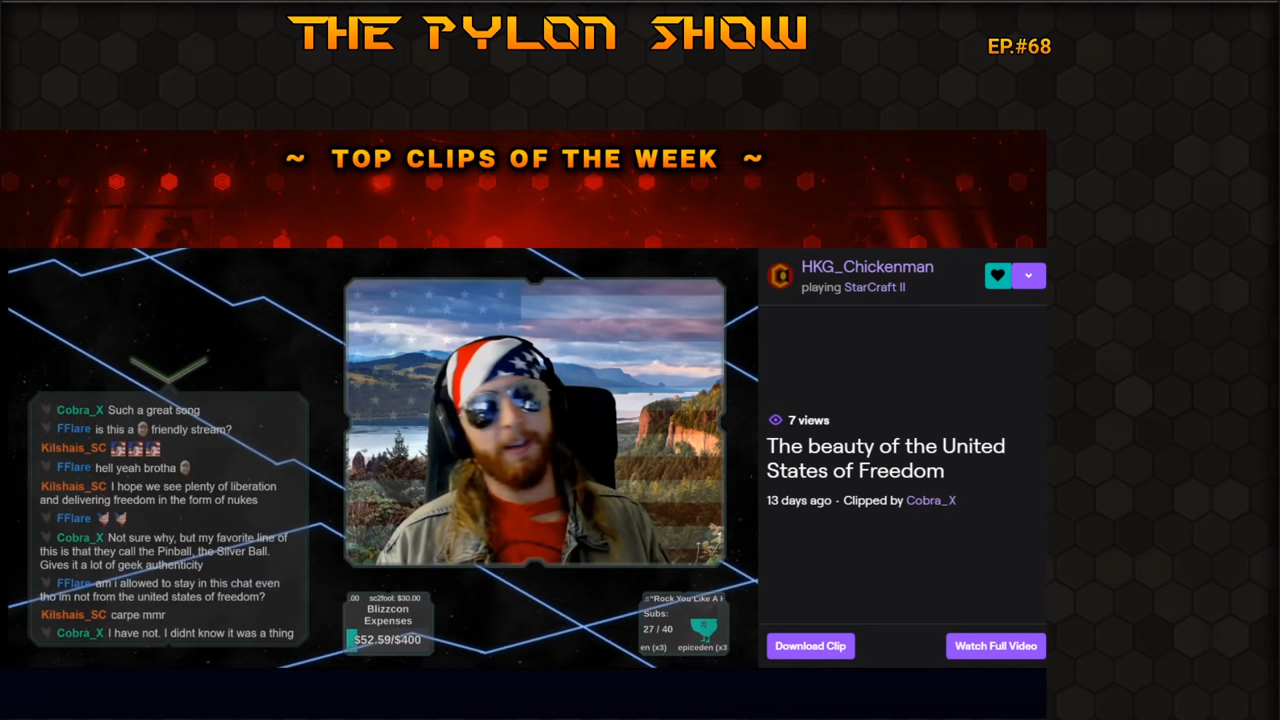 THE PYLON SHOW
EP.#68
~ TOP CLIPS OF THE WEEK ~
Cobra_X Such a great song
FFlare is this a friendly stream?
Kilshais_SC
FFlare hell yeah brotha
Kilshais_SC I hope we see plenty of liberation
and delivering freedom in the form of nukes
FFlare
Cobra_X Not sure why, but my favorite line of
this is that they call the Pinball, the Silver Ball.
Gives it a lot of geek authenticity
FFlare am i allowed to stay in this chat even
tho im not from the united states of freedom?
Kilshais_SC carpe mmr
Cobra_X I have not. I didnt know it was a thing
.00 sc2fool: $30.00
Blizzcon
Expenses
$52.59/$400
"Rock You Like A H
Subs:
27 / 40
en (x3) epiceden (x3
HKG_Chickenman
playing StarCraft II
7 views
The beauty of the United
States of Freedom
13 days ago · Clipped by Cobra_X
Download Clip
Watch Full Video